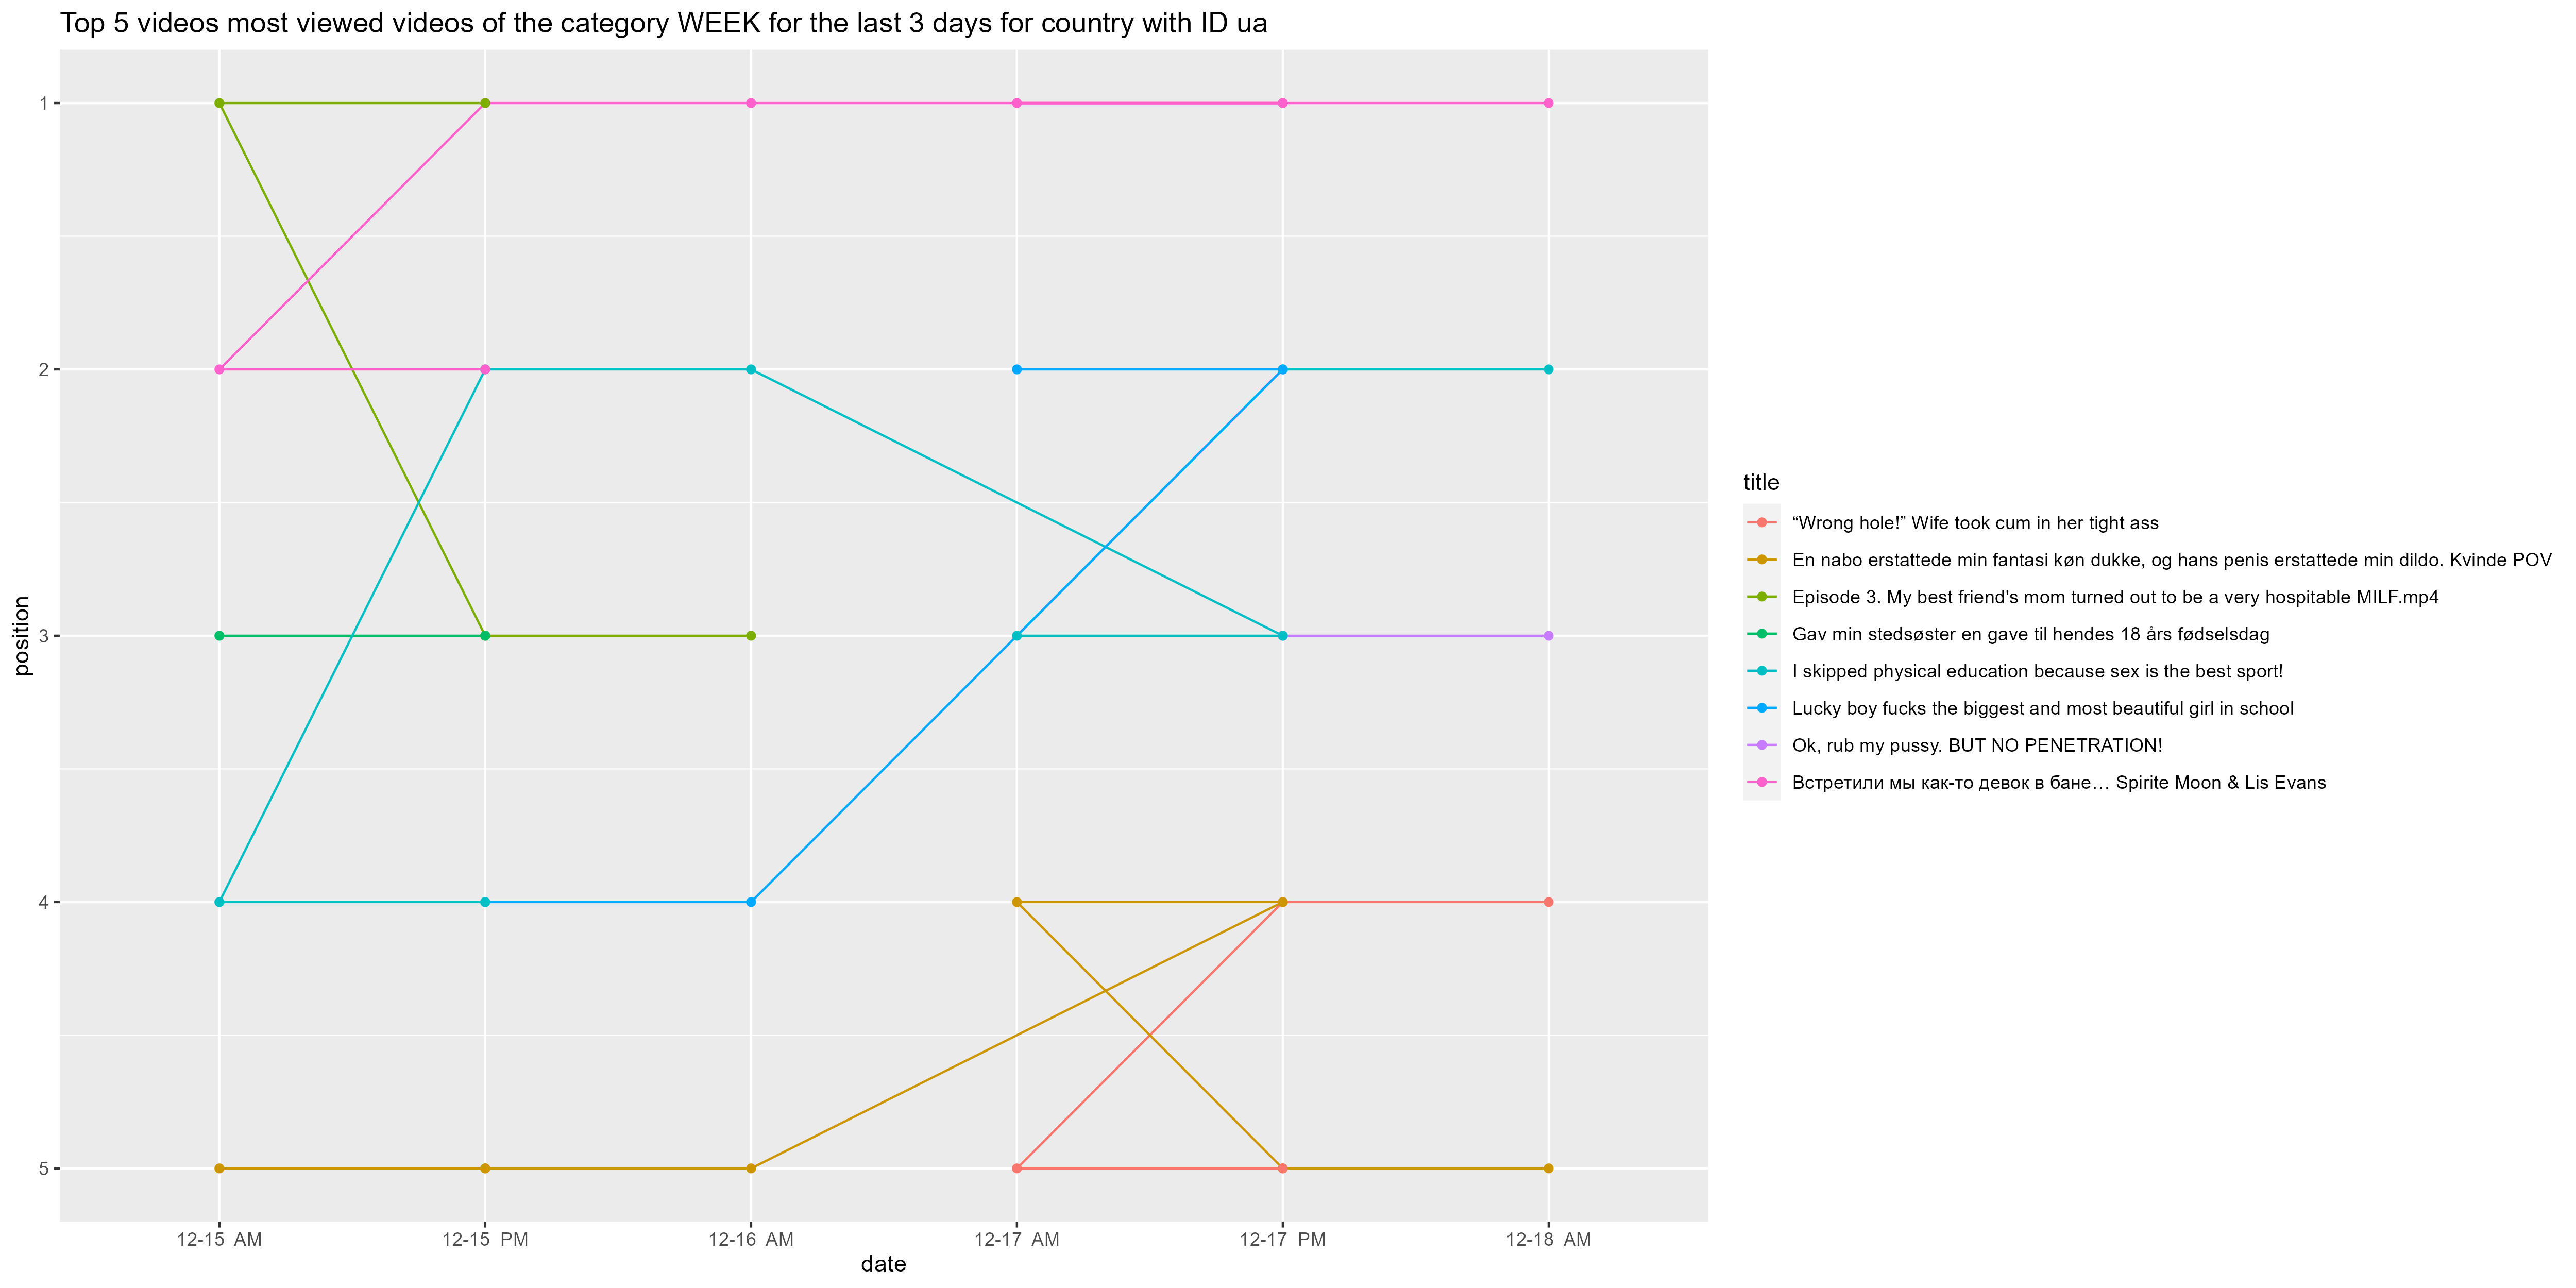 Top 5 videos most viewed videos of the category WEEK for the last 3 days for country with ID ua
position
1
2
3
4
5
12-15 AM
12-15 PM
12-16 AM
12-17 AM
12-17 PM
12-18 AM
date
title
“Wrong hole!” Wife took cum in her tight ass
En nabo erstattede min fantasi køn dukke, og hans penis erstattede min dildo. Kvinde POV
Episode 3. My best friend's mom turned out to be a very hospitable MILF.mp4
Gav min stedsøster en gave til hendes 18 års fødselsdag
I skipped physical education because sex is the best sport!
Lucky boy fucks the biggest and most beautiful girl in school
Ok, rub my pussy. BUT NO PENETRATION!
Встретили мы как-то девок в бане… Spirite Moon & Lis Evans